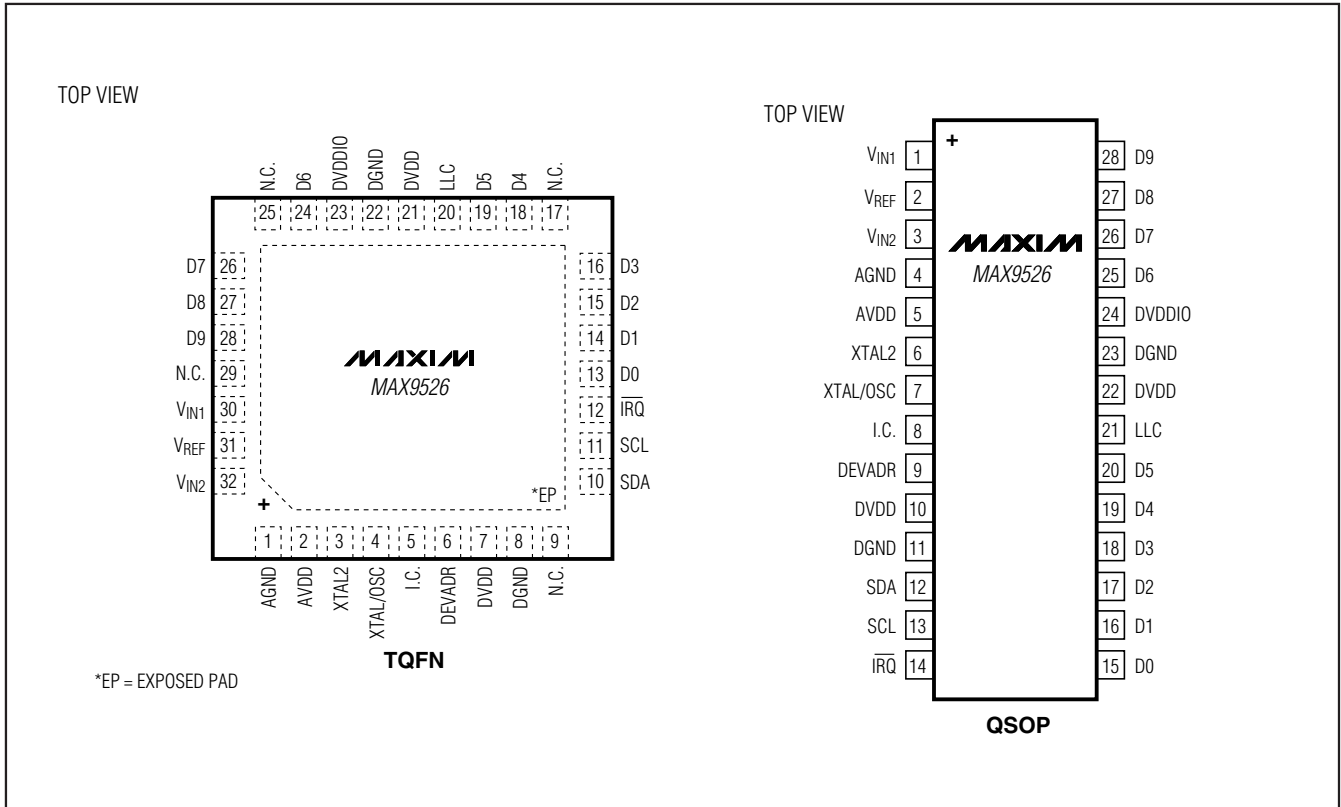 TOP VIEW
N.C. D6 DVDDIO DGND DVDD LLC D5 D4 N.C.
25 24 23 22 21 20 19 18 17
D7 26
D8 27
D9 28
N.C. 29
VIN1 30
VREF 31
VIN2 32
16 D3
15 D2
14 D1
13 D0
12 IRQ
11 SCL
10 SDA
MAXIM
MAX9526
*EP
+
1 2 3 4 5 6 7 8 9
AGND AVDD XTAL2 XTAL/OSC I.C. DEVADR DVDD DGND N.C.
TQFN
*EP = EXPOSED PAD
TOP VIEW
+
VIN1 1
VREF 2
VIN2 3
AGND 4
AVDD 5
XTAL2 6
XTAL/OSC 7
I.C. 8
DEVADR 9
DVDD 10
DGND 11
SDA 12
SCL 13
IRQ 14
MAXIM
MAX9526
28 D9
27 D8
26 D7
25 D6
24 DVDDIO
23 DGND
22 DVDD
21 LLC
20 D5
19 D4
18 D3
17 D2
16 D1
15 D0
QSOP